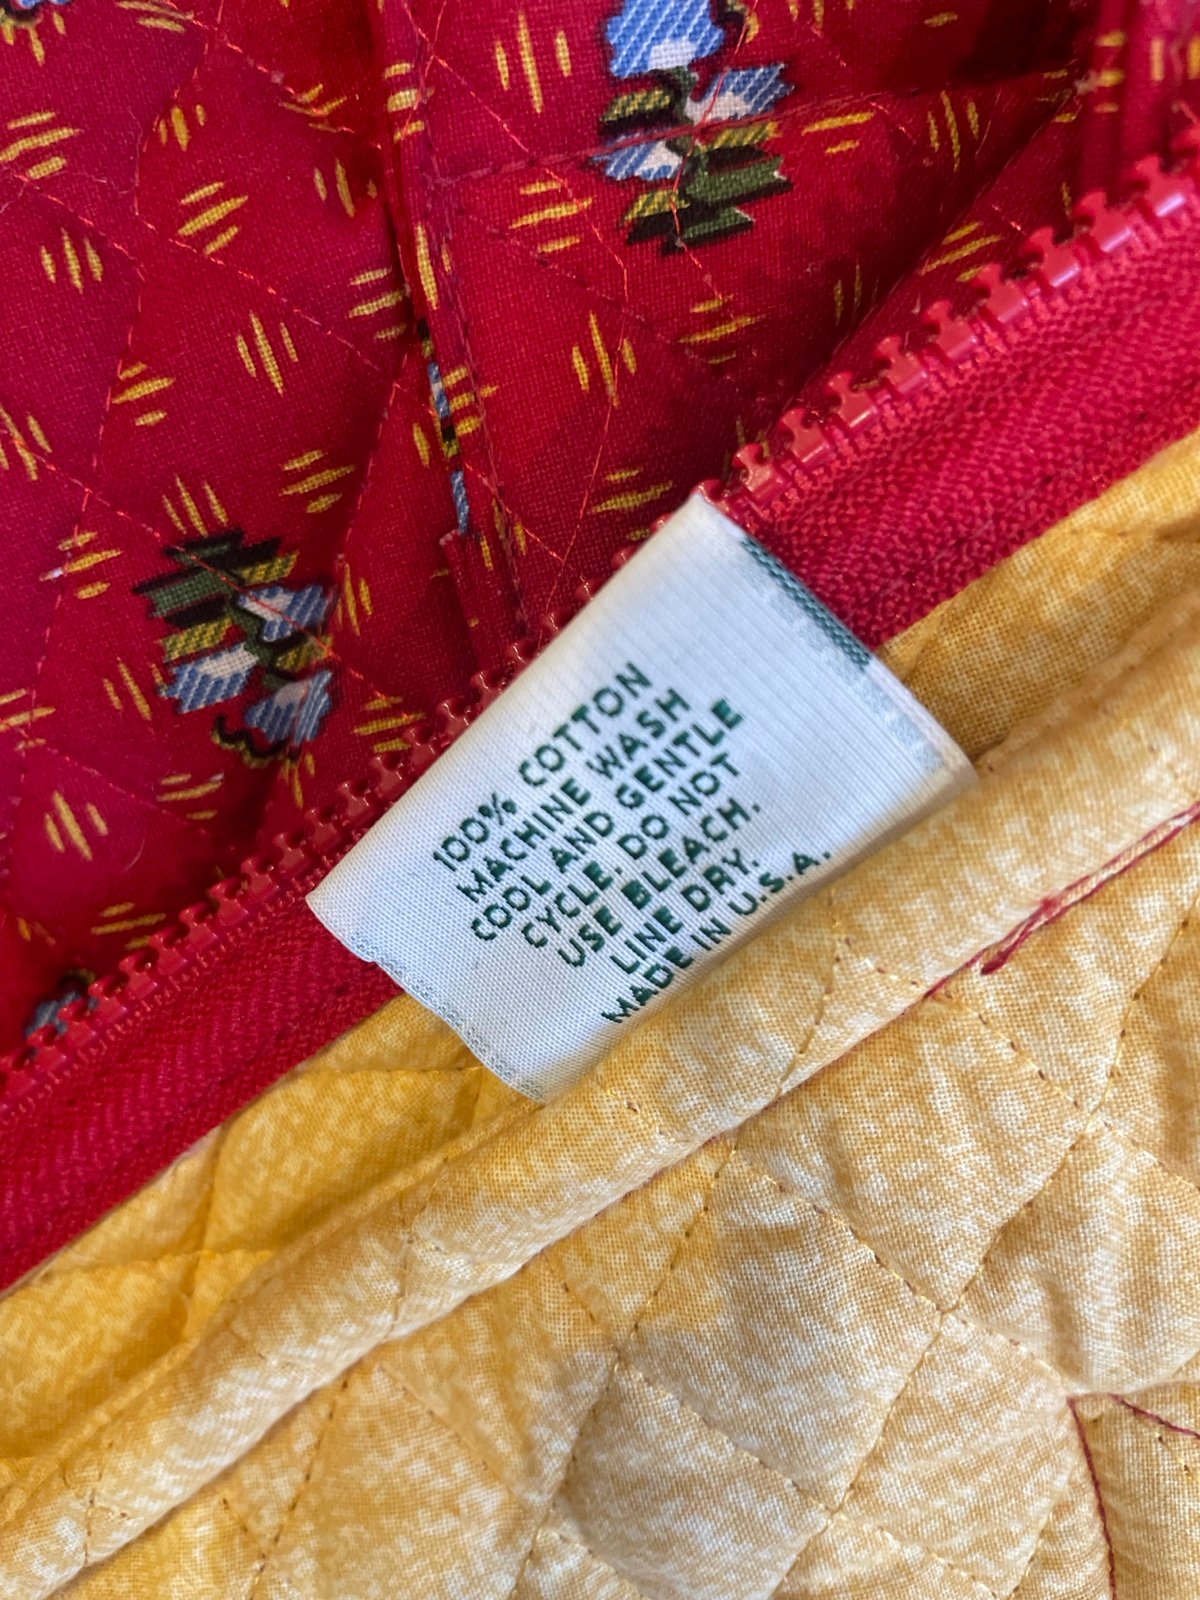 100% COTTON
MACHINE WASH
COOL AND GENTLE
CYCLE. DO NOT
USE BLEACH.
LINE DRY.
MADE IN U.S.A.